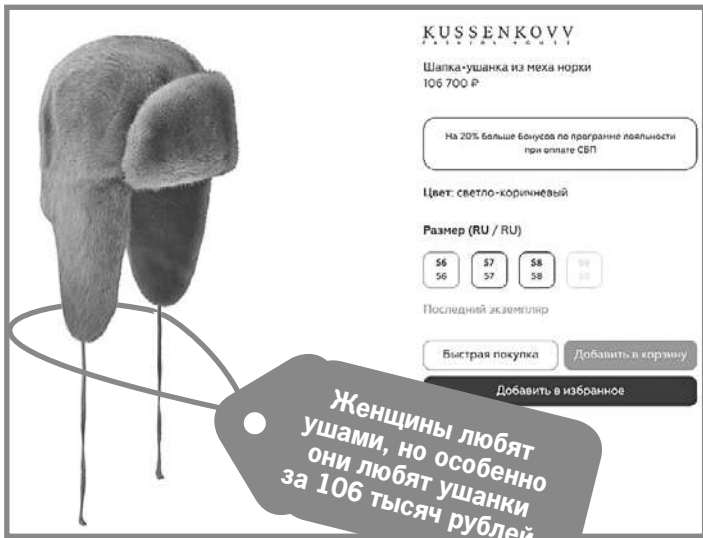 KUSSENKOVV
FASHION HOUSE
Шапка-ушанка из меха норки
106 700 ₽
На 20% больше бонусов по программе лояльности
при оплате СБП
Цвет: светло-коричневый
Размер (RU / RU)
56 57 58
56 57 58
Последний экземпляр
Быстрая покупка Добавить в корзину
Добавить в избранное
Женщины любят
ушами, но особенно
они любят ушанки
за 106 тысяч рублей